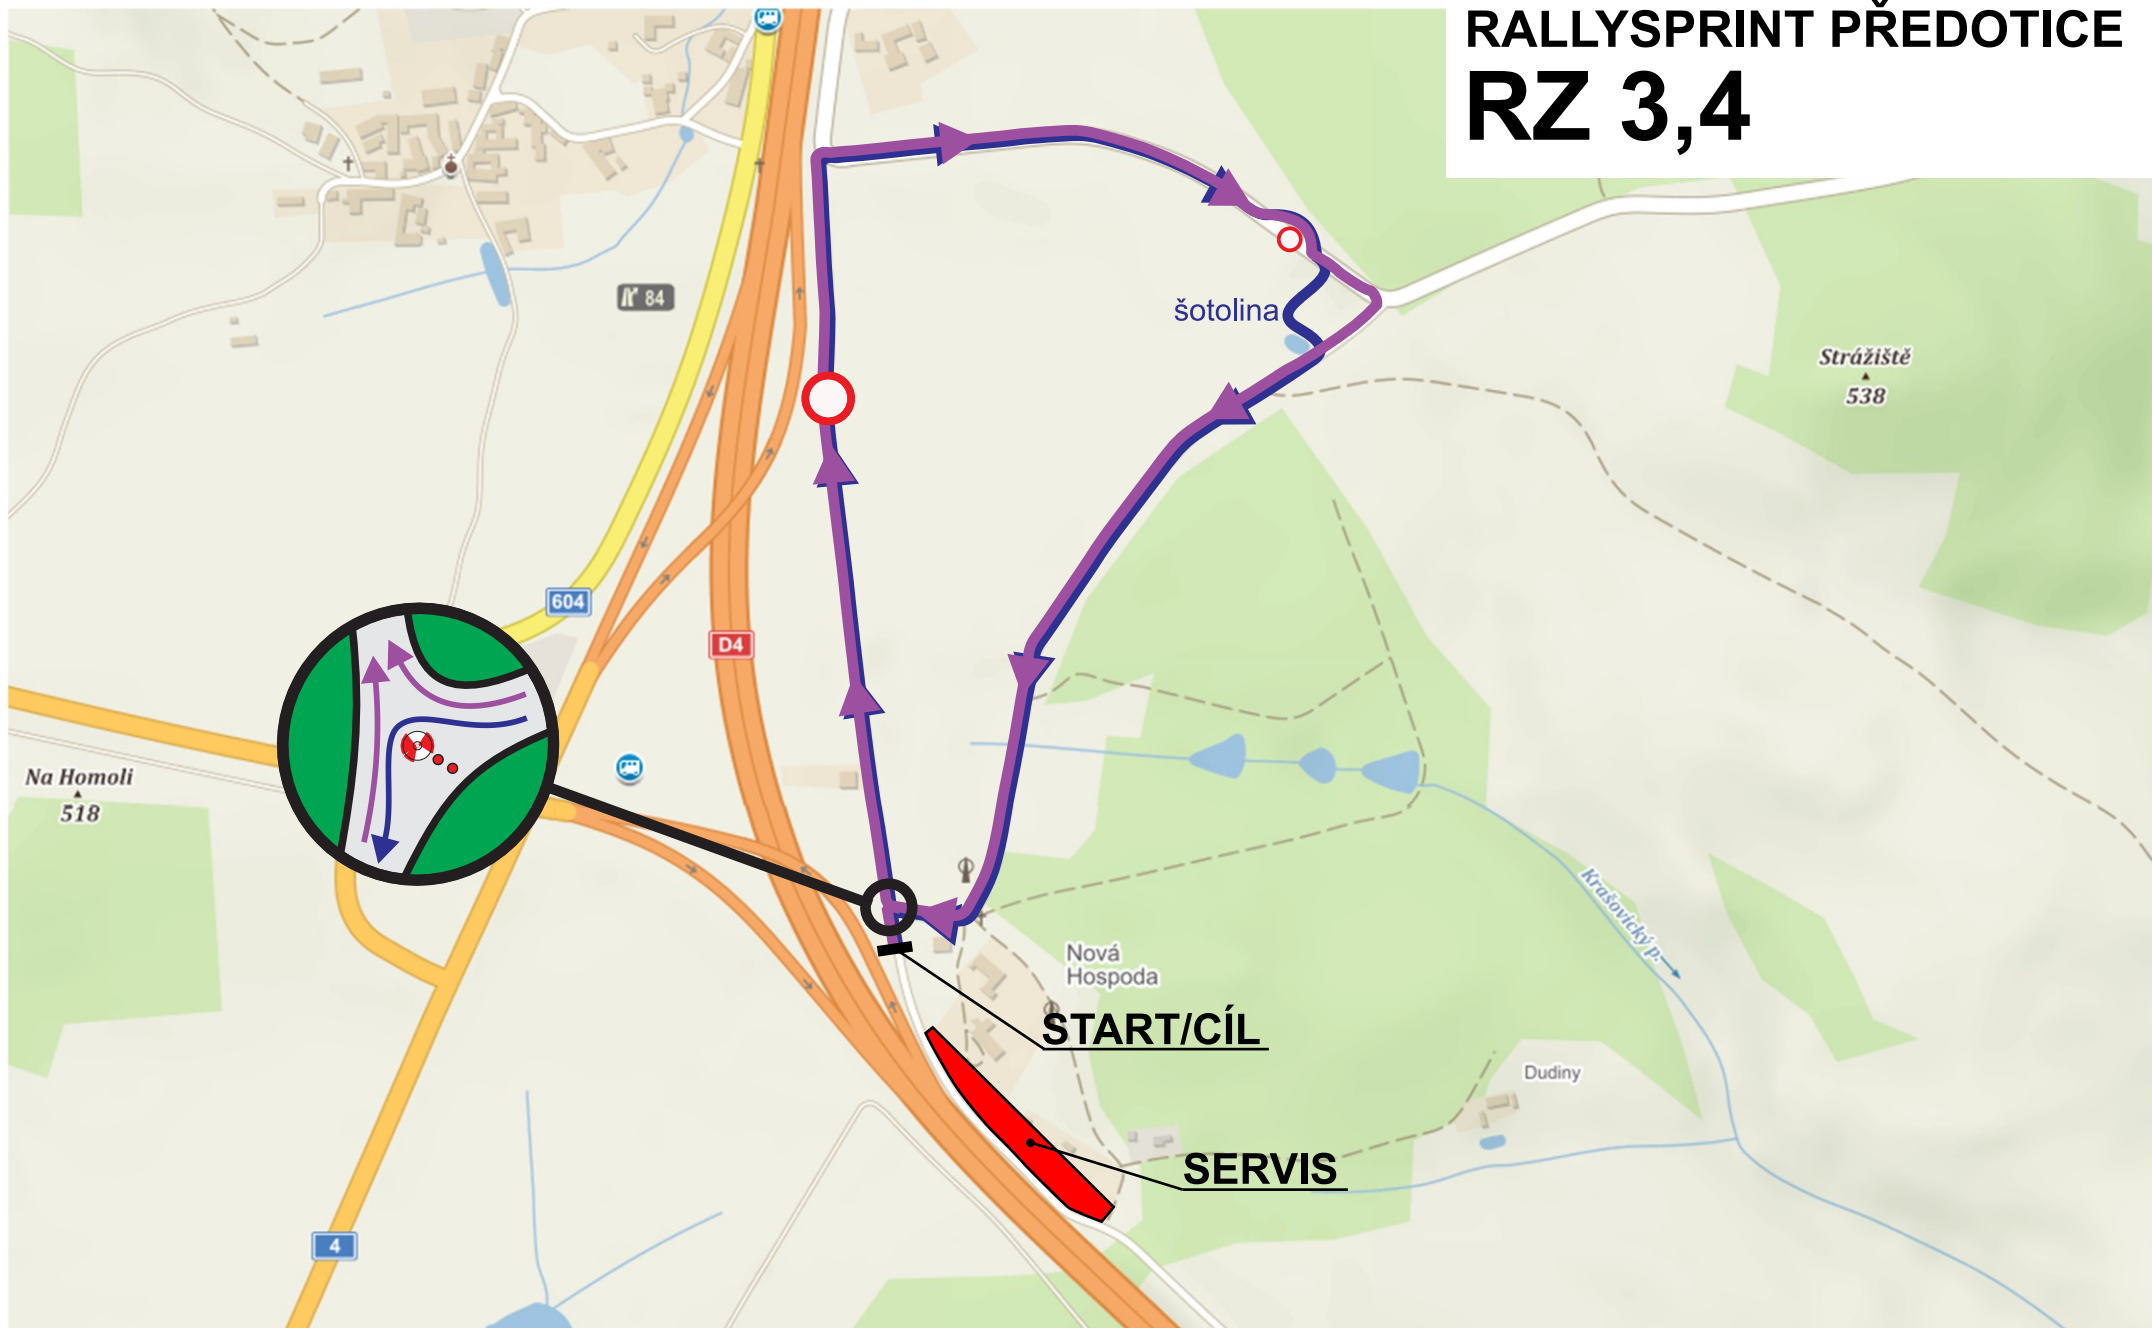 RALLYSPRINT PŘEDOTICE
RZ 3,4
84
šotolina
Strážiště
538
604
D4
Na Homoli
518
Krašovický p.
Nová
Hospoda
START/CÍL
Dudiny
SERVIS
4